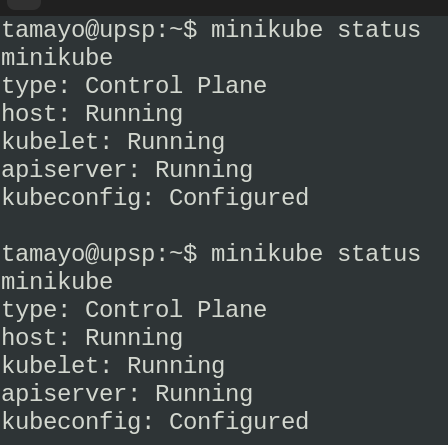 tamayo@upsp:~$ minikube status
minikube
type: Control Plane
host: Running
kubelet: Running
apiserver: Running
kubeconfig: Configured

tamayo@upsp:~$ minikube status
minikube
type: Control Plane
host: Running
kubelet: Running
apiserver: Running
kubeconfig: Configured